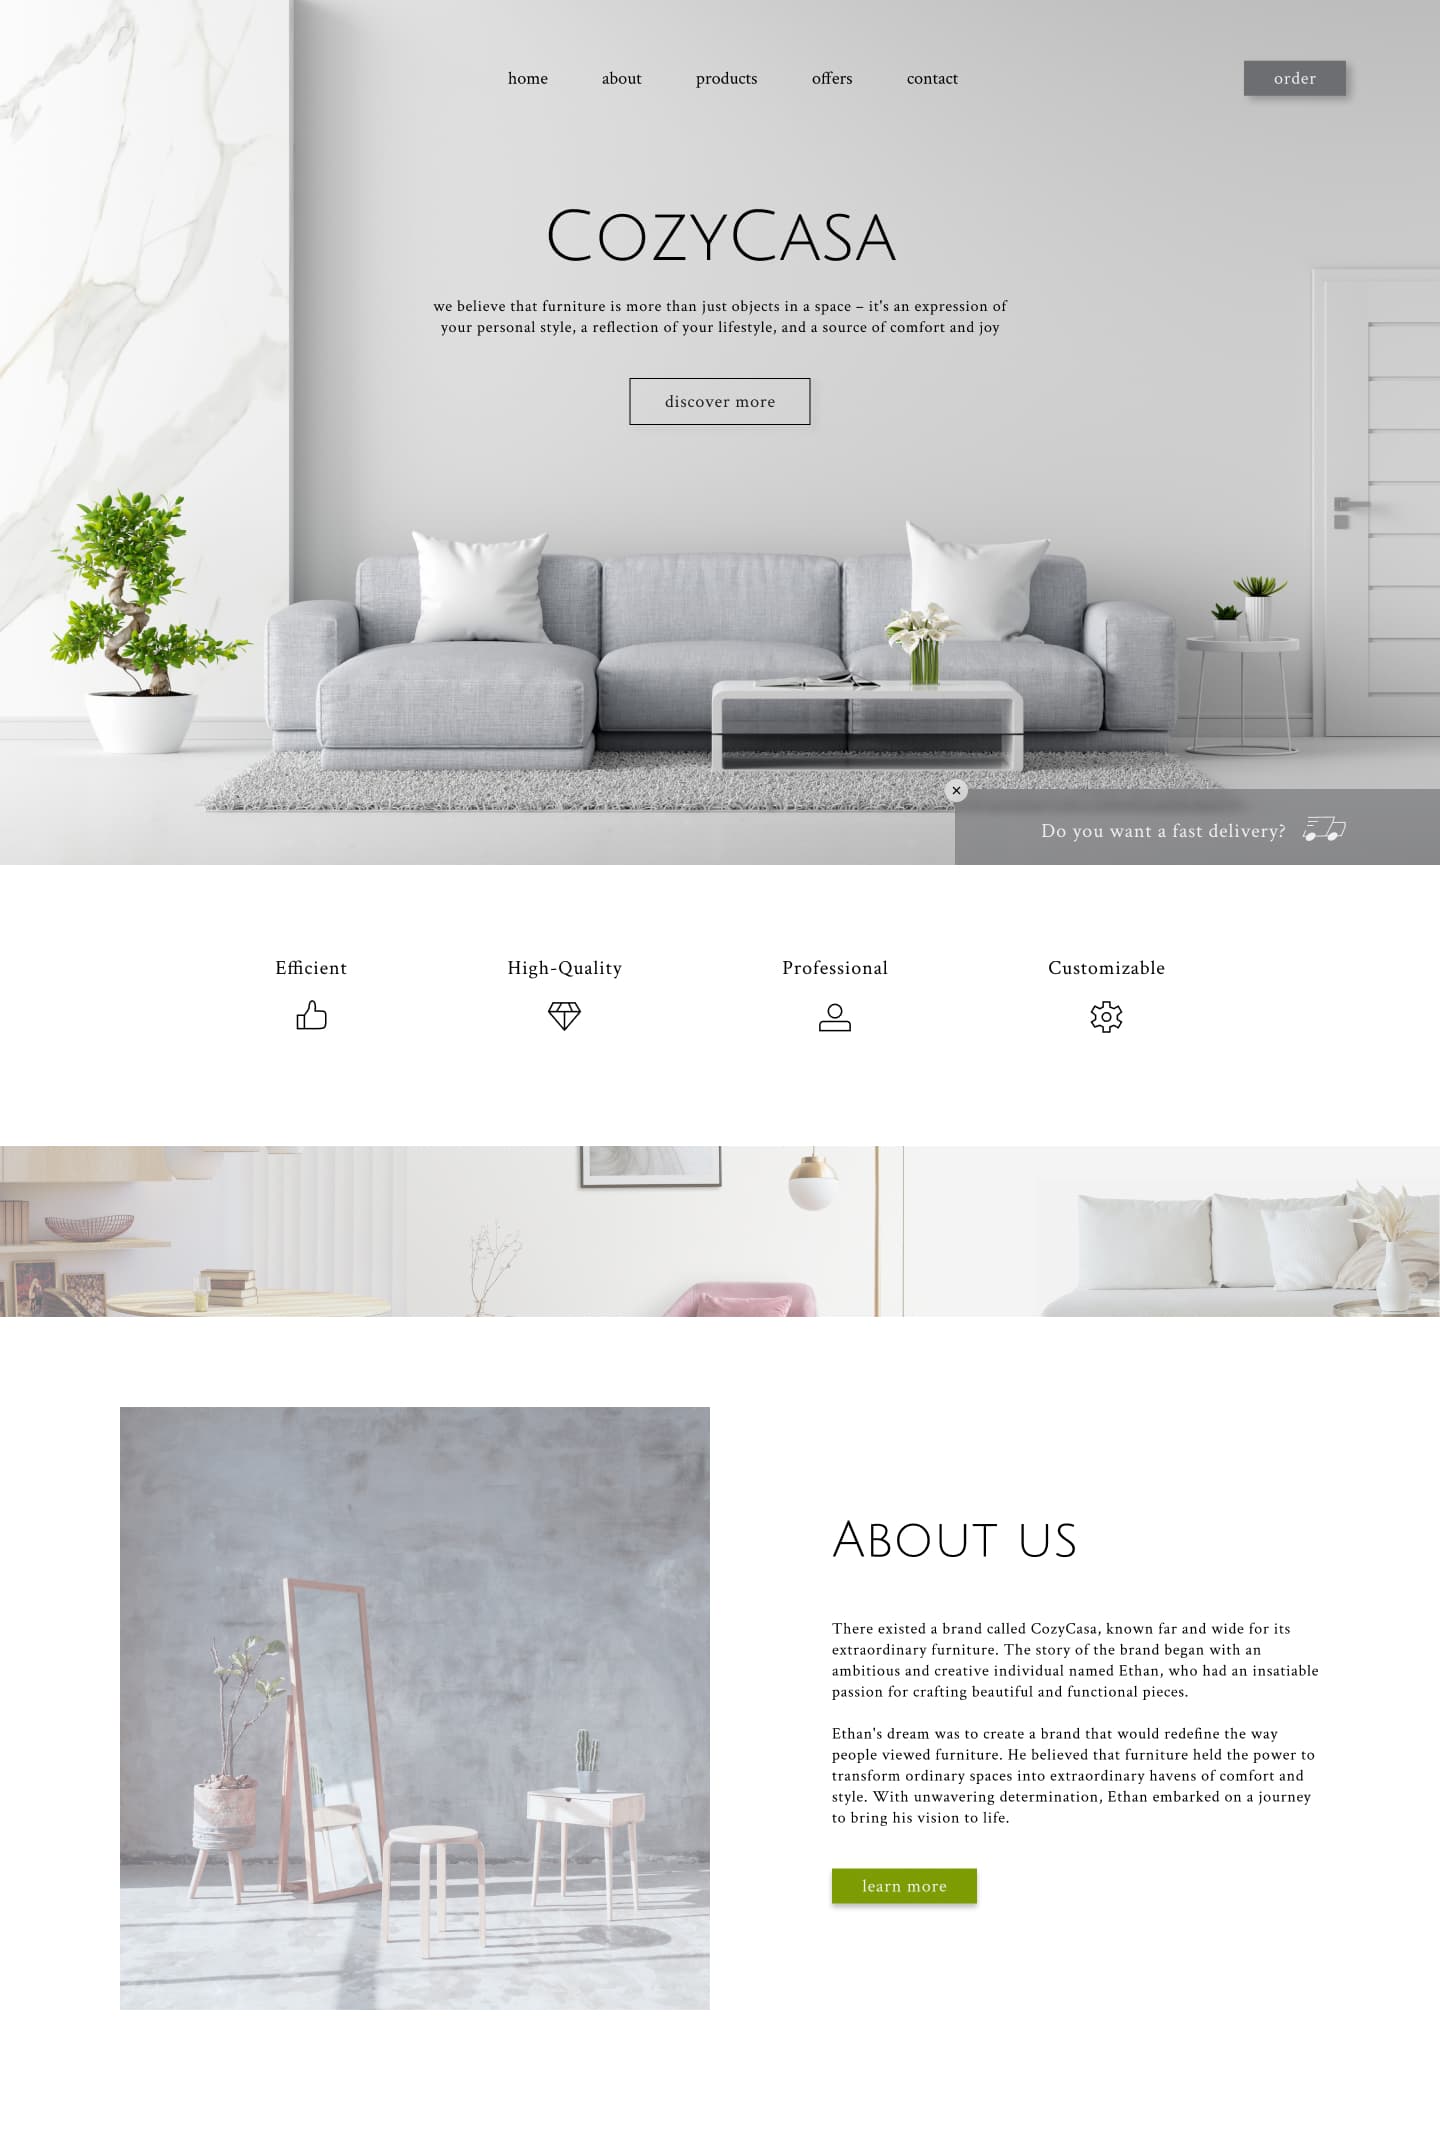 home about products offers contact order
CozyCasa
we believe that furniture is more than just objects in a space – it's an expression of
your personal style, a reflection of your lifestyle, and a source of comfort and joy
discover more
Do you want a fast delivery?
Efficient High-Quality Professional Customizable
About us
There existed a brand called CozyCasa, known far and wide for its
extraordinary furniture. The story of the brand began with an
ambitious and creative individual named Ethan, who had an insatiable
passion for crafting beautiful and functional pieces.
Ethan's dream was to create a brand that would redefine the way
people viewed furniture. He believed that furniture held the power to
transform ordinary spaces into extraordinary havens of comfort and
style. With unwavering determination, Ethan embarked on a journey
to bring his vision to life.
learn more